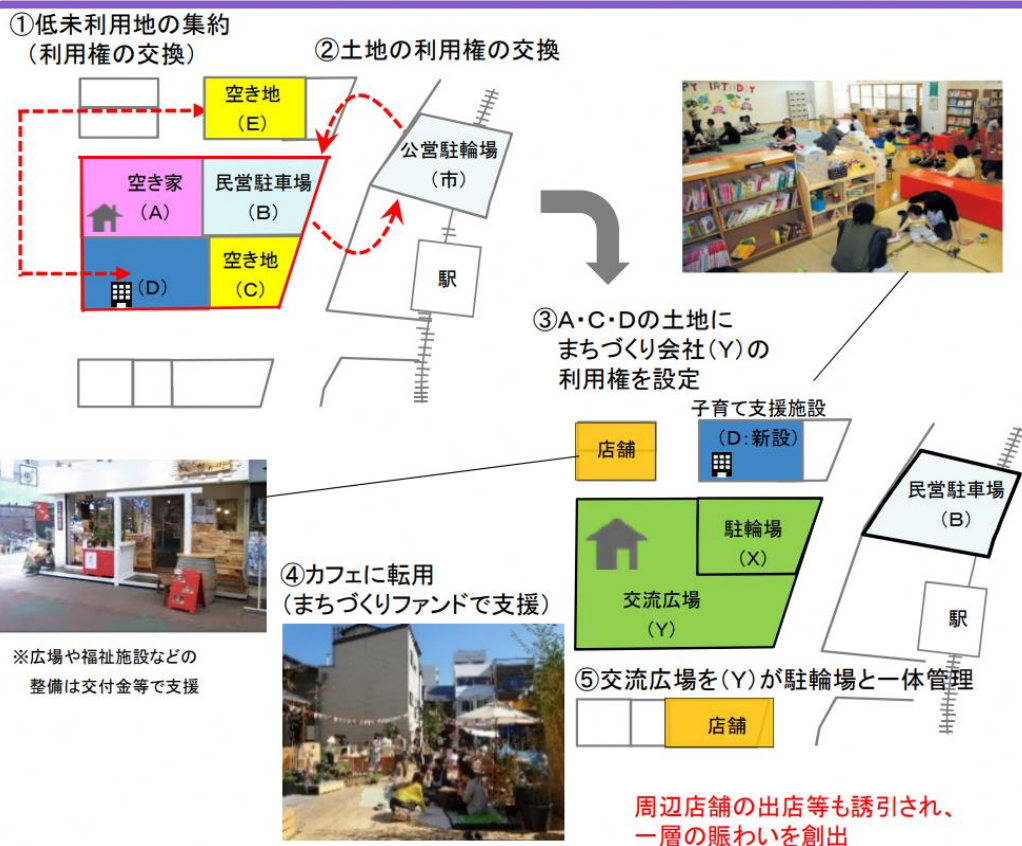 ①低未利用地の集約
(利用権の交換)
②土地の利用権の交換
空き地
(E)
公営駐輪場
(市)
空き家
(A)
民営駐車場
(B)
(D)
空き地
(C)
駅
③A・C・Dの土地に
まちづくり会社(Y)の
利用権を設定
子育て支援施設
(D:新設)
店舗
民営駐車場
(B)
駐輪場
(X)
交流広場
(Y)
駅
④カフェに転用
(まちづくりファンドで支援)
※広場や福祉施設などの
整備は交付金等で支援
⑤交流広場を(Y)が駐輪場と一体管理
店舗
周辺店舗の出店等も誘引され、
一層の賑わいを創出